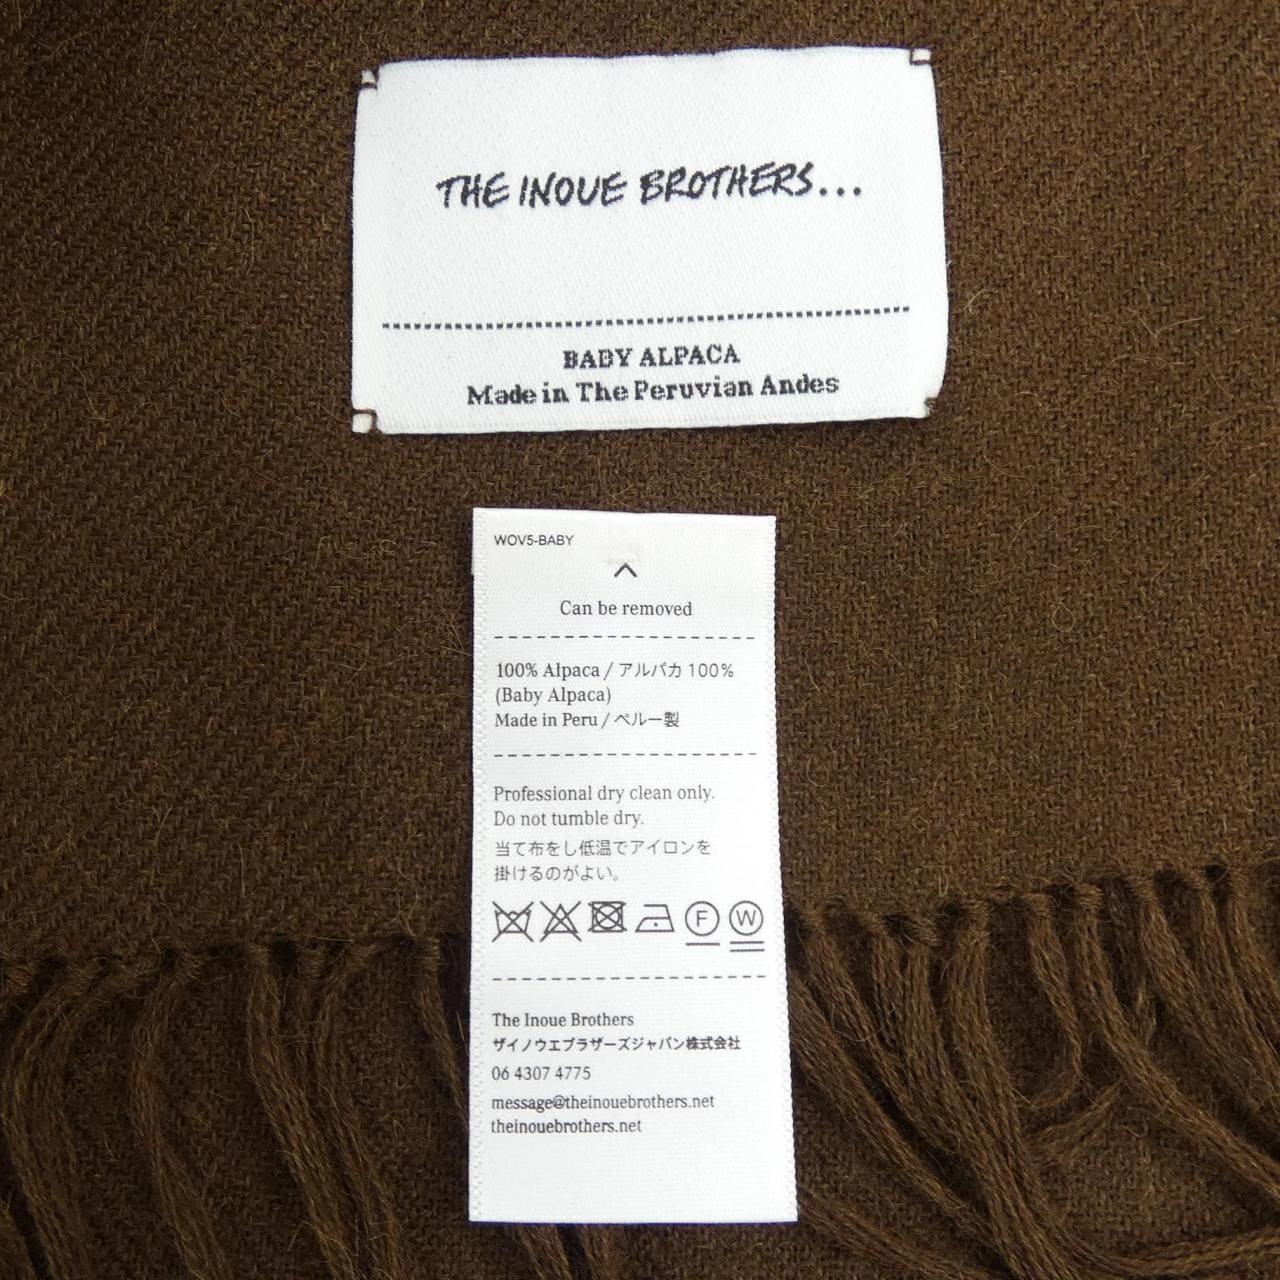 THE INOUE BROTHERS...
BABY ALPACA
Made in The Peruvian Andes
WOV5-BABY
Can be removed
100% Alpaca / アルパカ 100%
(Baby Alpaca)
Made in Peru / ペルー製
Professional dry clean only.
Do not tumble dry.
当て布をし低温でアイロンを
掛けるのがよい。
F W
The Inoue Brothers
ザイノウエブラザーズジャパン株式会社
06 4307 4775
message@theinouebrothers.net
theinouebrothers.net